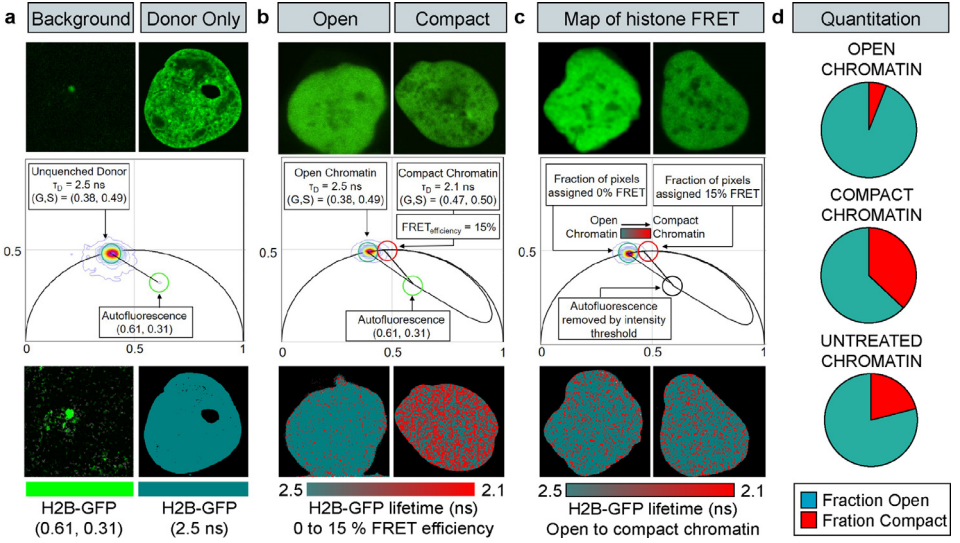 a
Background
Donor Only
b
Open
Compact
c
Map of histone FRET
d
Quantitation
Unquenched Donor
τD = 2.5 ns
(G,S) = (0.38, 0.49)
0.5
Autofluorescence
(0.61, 0.31)
0
0.5
1
Open Chromatin
τD = 2.5 ns
(G,S) = (0.38, 0.49)
Compact Chromatin
τD = 2.1 ns
(G,S) = (0.47, 0.50)
FRETefficiency = 15%
0.5
Autofluorescence
(0.61, 0.31)
0
0.5
1
Fraction of pixels
assigned 0% FRET
Fraction of pixels
assigned 15% FRET
Open
Chromatin
Compact
Chromatin
0.5
Autofluorescence
removed by intensity
threshold
0
0.5
1
H2B-GFP
(0.61, 0.31)
H2B-GFP
(2.5 ns)
2.5
2.1
H2B-GFP lifetime (ns)
0 to 15 % FRET efficiency
2.5
2.1
H2B-GFP lifetime (ns)
Open to compact chromatin
OPEN
CHROMATIN
COMPACT
CHROMATIN
UNTREATED
CHROMATIN
Fraction Open
Fration Compact